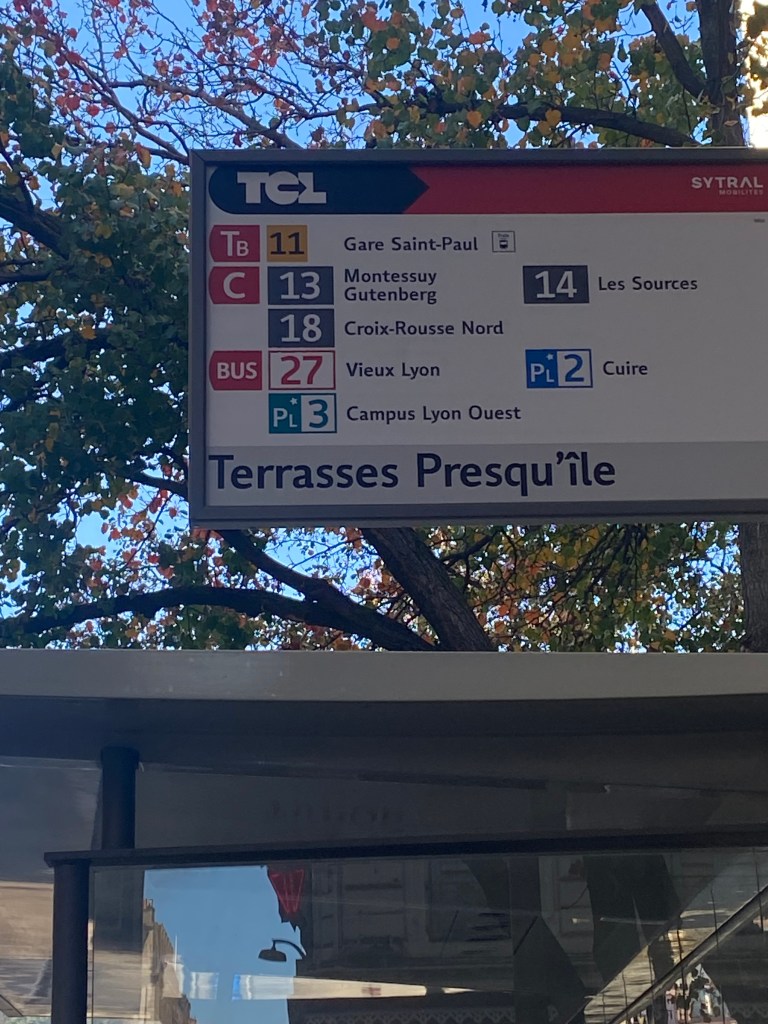 TCL
SYTRAL
MOBILITÉS
TB 11 Gare Saint-Paul
C 13 Montessuy
Gutenberg
14 Les Sources
18 Croix-Rousse Nord
BUS 27 Vieux Lyon
PL 2 Cuire
PL 3 Campus Lyon Ouest
Terrasses Presqu'île